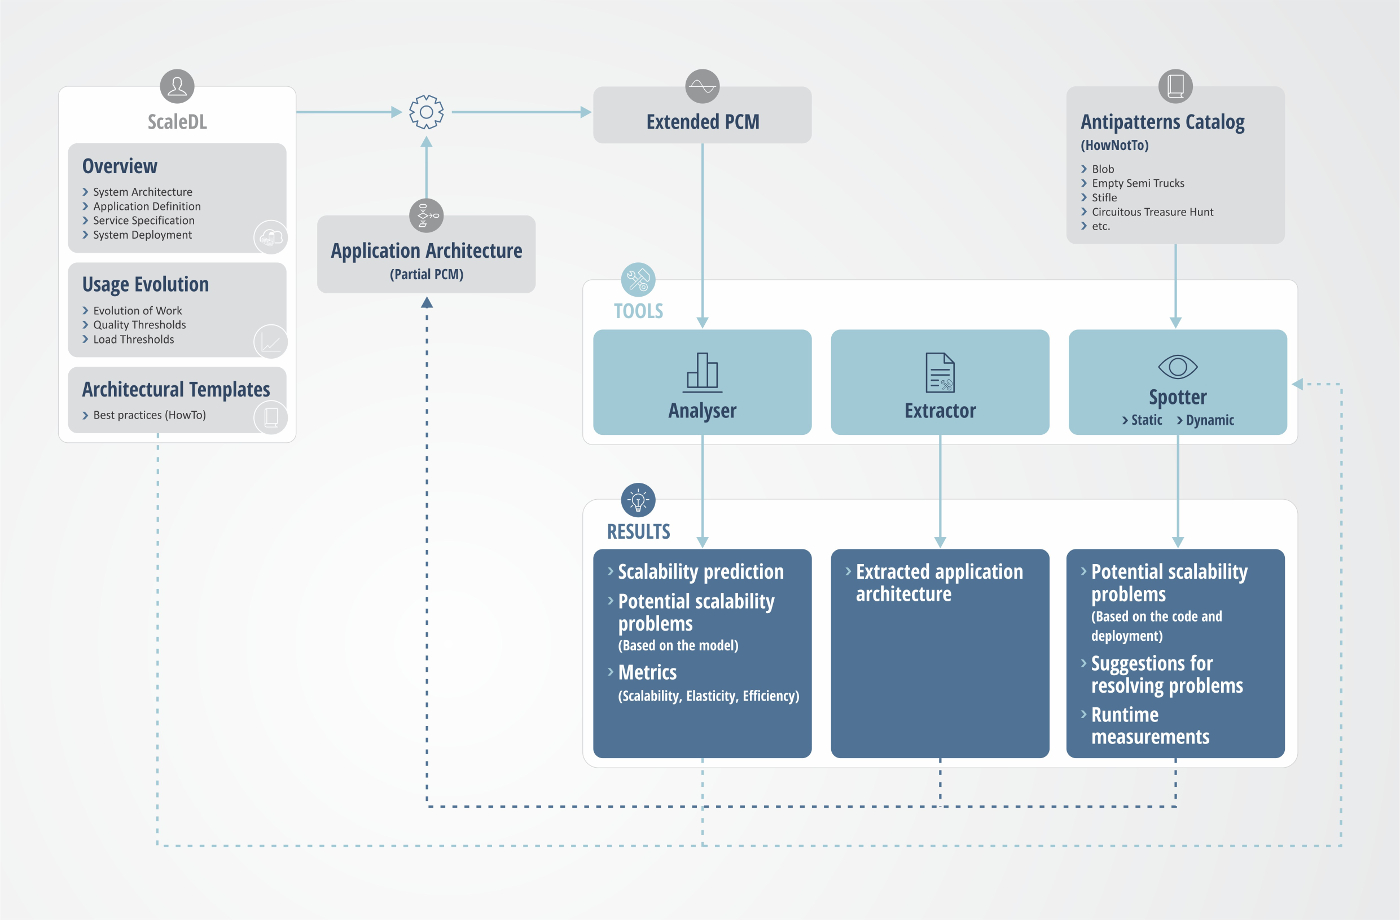 ScaleDL
Overview
System Architecture
Application Definition
Service Specification
System Deployment
Usage Evolution
Evolution of Work
Quality Thresholds
Load Thresholds
Architectural Templates
Best practices (HowTo)
Application Architecture
(Partial PCM)
Extended PCM
Antipatterns Catalog
(HowNotTo)
Blob
Empty Semi Trucks
Stifle
Circuitous Treasure Hunt
etc.
TOOLS
Analyser
Extractor
Spotter
Static Dynamic
RESULTS
Scalability prediction
Potential scalability
problems
(Based on the model)
Metrics
(Scalability, Elasticity, Efficiency)
Extracted application
architecture
Potential scalability
problems
(Based on the code and
deployment)
Suggestions for
resolving problems
Runtime
measurements